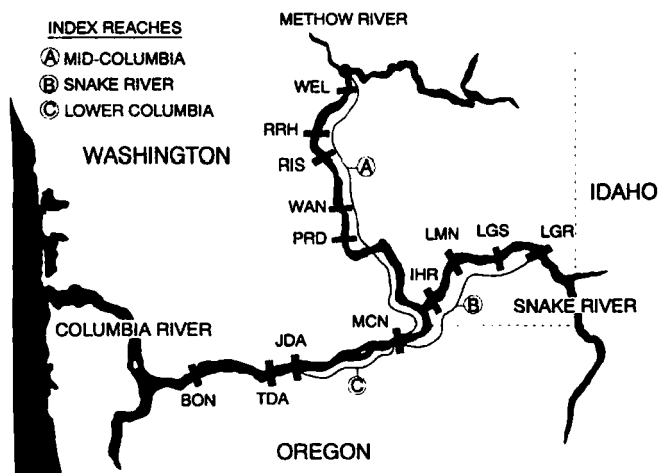 INDEX REACHES
Ⓐ MID-COLUMBIA
Ⓑ SNAKE RIVER
Ⓒ LOWER COLUMBIA
METHOW RIVER
WEL
RRH
WASHINGTON
RIS
A
IDAHO
WAN
PRD
LMN
LGS
LGR
IHR
B
SNAKE RIVER
COLUMBIA RIVER
MCN
JDA
C
BON
TDA
OREGON